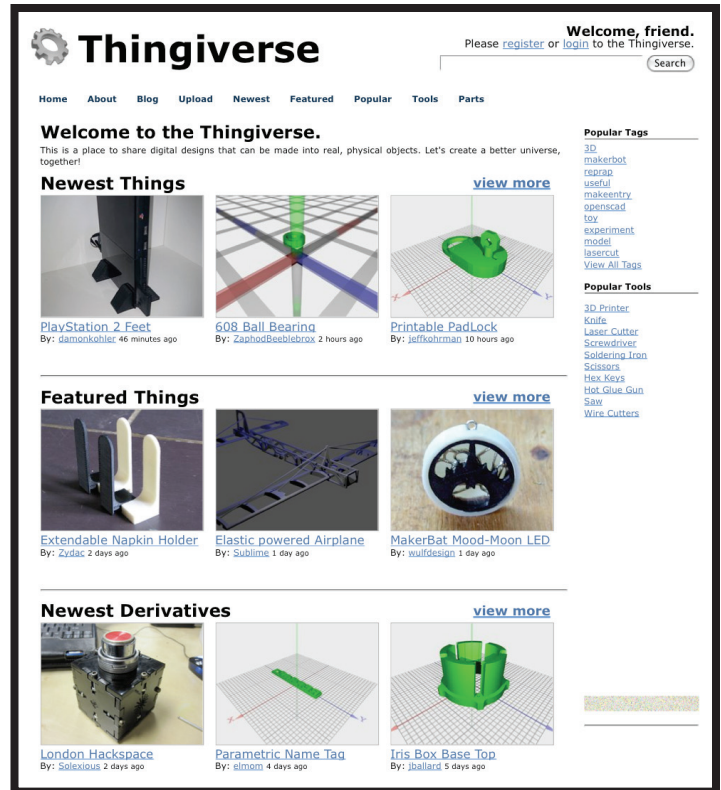 Thingiverse
Welcome, friend.
Please register or login to the Thingiverse.
Search
Home About Blog Upload Newest Featured Popular Tools Parts
Welcome to the Thingiverse.
This is a place to share digital designs that can be made into real, physical objects. Let's create a better universe,
together!
Newest Things view more
PlayStation 2 Feet
By: damonkohler 46 minutes ago
608 Ball Bearing
By: ZaphodBeeblebrox 2 hours ago
Printable PadLock
By: jeffkohrman 10 hours ago
Featured Things view more
Extendable Napkin Holder
By: Zydac 2 days ago
Elastic powered Airplane
By: Sublime 1 day ago
MakerBat Mood-Moon LED
By: wulfdesign 1 day ago
Newest Derivatives view more
London Hackspace
By: Solexious 2 days ago
Parametric Name Tag
By: elmom 4 days ago
Iris Box Base Top
By: jballard 5 days ago
Popular Tags
3D
makerbot
reprap
useful
makeentry
openscad
toy
experiment
model
lasercut
View All Tags
Popular Tools
3D Printer
Knife
Laser Cutter
Screwdriver
Soldering Iron
Scissors
Hex Keys
Hot Glue Gun
Saw
Wire Cutters